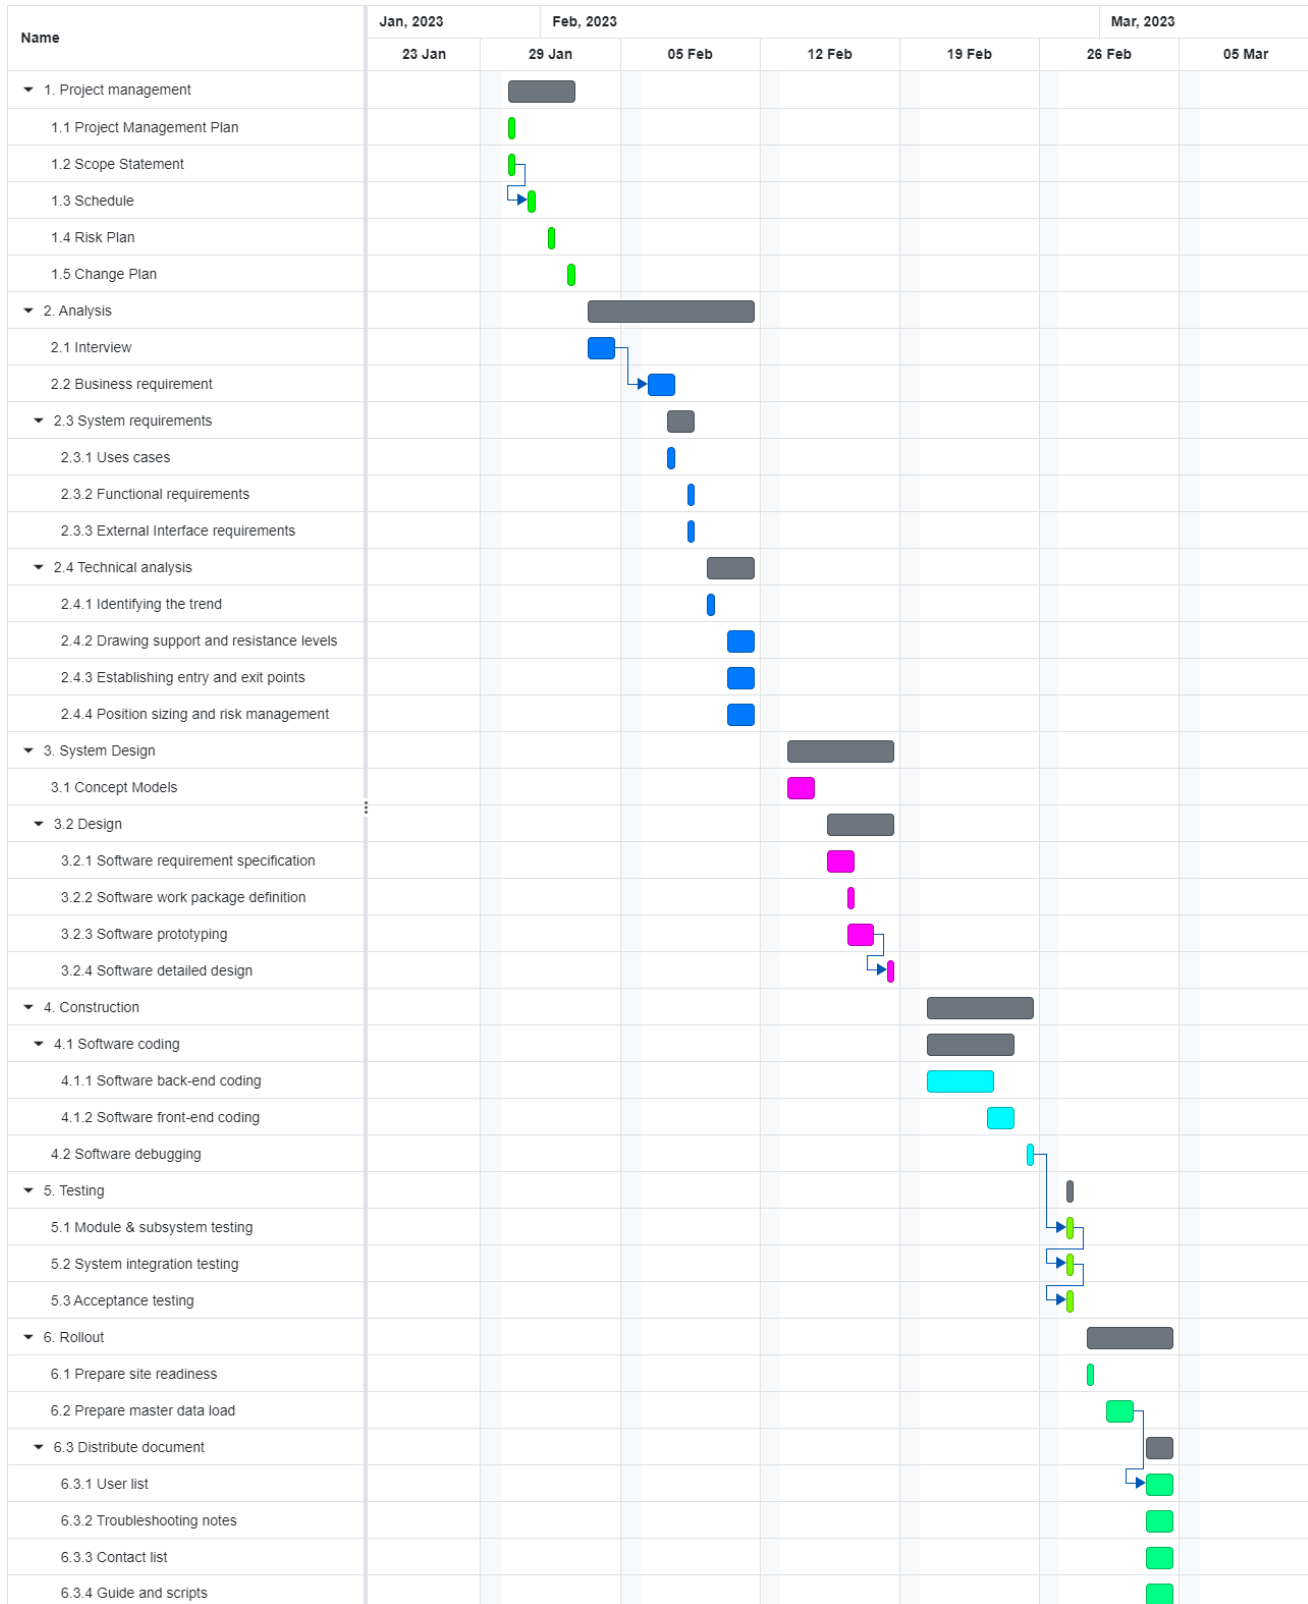 Name
Jan, 2023
Feb, 2023
Mar, 2023
23 Jan
29 Jan
05 Feb
12 Feb
19 Feb
26 Feb
05 Mar
1. Project management
1.1 Project Management Plan
1.2 Scope Statement
1.3 Schedule
1.4 Risk Plan
1.5 Change Plan
2. Analysis
2.1 Interview
2.2 Business requirement
2.3 System requirements
2.3.1 Uses cases
2.3.2 Functional requirements
2.3.3 External Interface requirements
2.4 Technical analysis
2.4.1 Identifying the trend
2.4.2 Drawing support and resistance levels
2.4.3 Establishing entry and exit points
2.4.4 Position sizing and risk management
3. System Design
3.1 Concept Models
3.2 Design
3.2.1 Software requirement specification
3.2.2 Software work package definition
3.2.3 Software prototyping
3.2.4 Software detailed design
4. Construction
4.1 Software coding
4.1.1 Software back-end coding
4.1.2 Software front-end coding
4.2 Software debugging
5. Testing
5.1 Module & subsystem testing
5.2 System integration testing
5.3 Acceptance testing
6. Rollout
6.1 Prepare site readiness
6.2 Prepare master data load
6.3 Distribute document
6.3.1 User list
6.3.2 Troubleshooting notes
6.3.3 Contact list
6.3.4 Guide and scripts